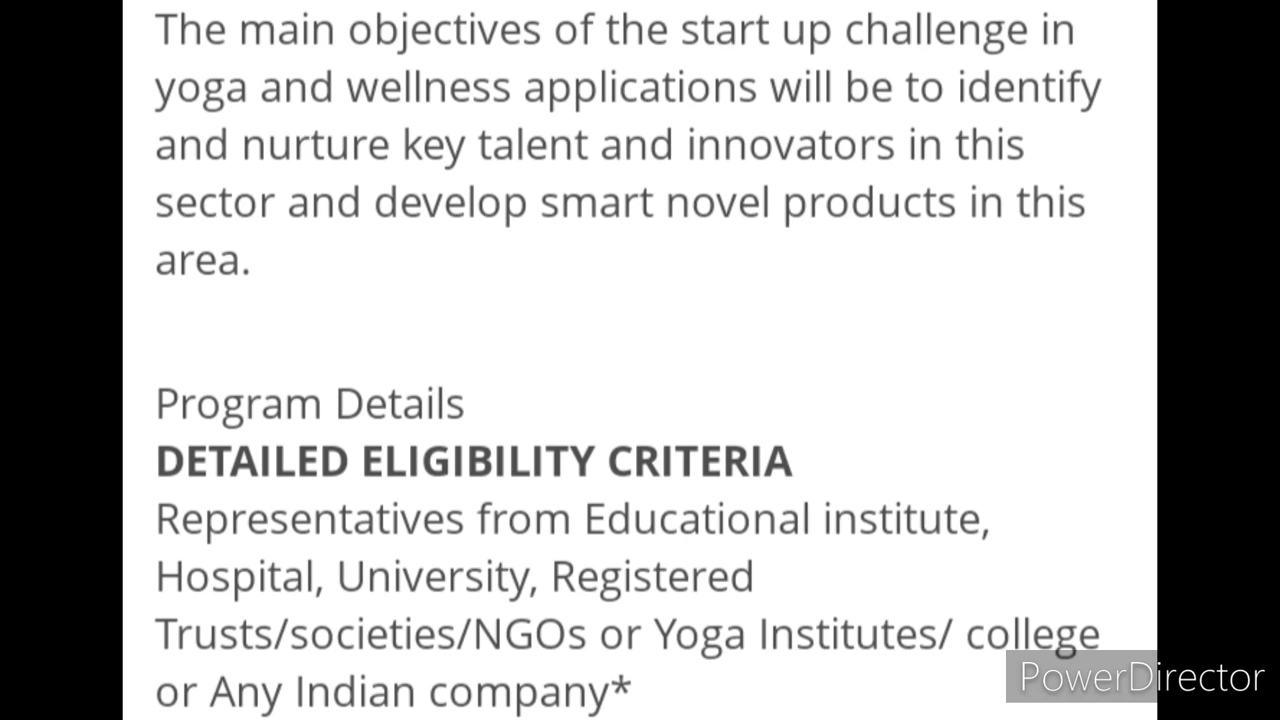 The main objectives of the start up challenge in
yoga and wellness applications will be to identify
and nurture key talent and innovators in this
sector and develop smart novel products in this
area.
Program Details
DETAILED ELIGIBILITY CRITERIA
Representatives from Educational institute,
Hospital, University, Registered
Trusts/societies/NGOs or Yoga Institutes/ college
or Any Indian company*
PowerDirector